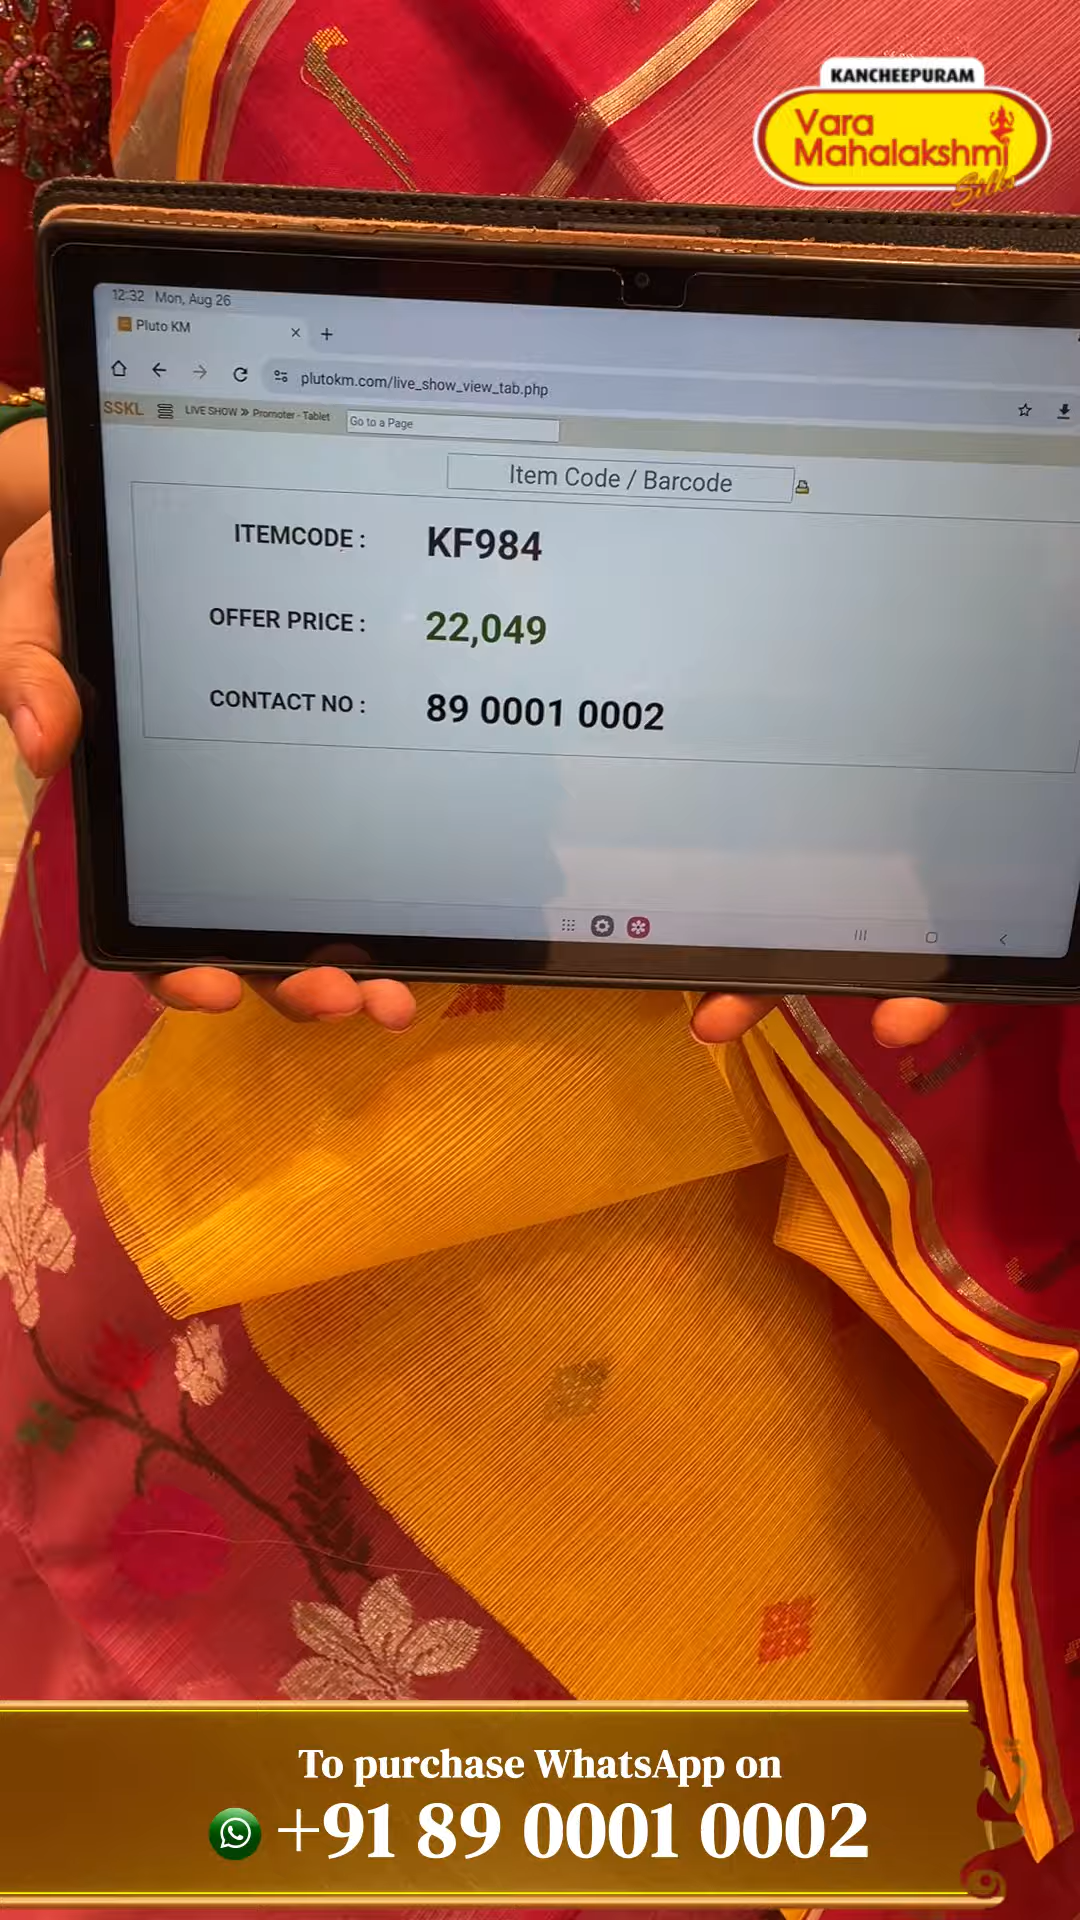 KANCHEEPURAM
Vara
Mahalakshmi
Silks
12:32 Mon, Aug 26
Pluto KM
plutokm.com/live_show_view_tab.php
SSKL LIVE SHOW » Promoter - Tablet Go to a Page
Item Code / Barcode
ITEMCODE : KF984
OFFER PRICE : 22,049
CONTACT NO : 89 0001 0002
To purchase WhatsApp on
+91 89 0001 0002